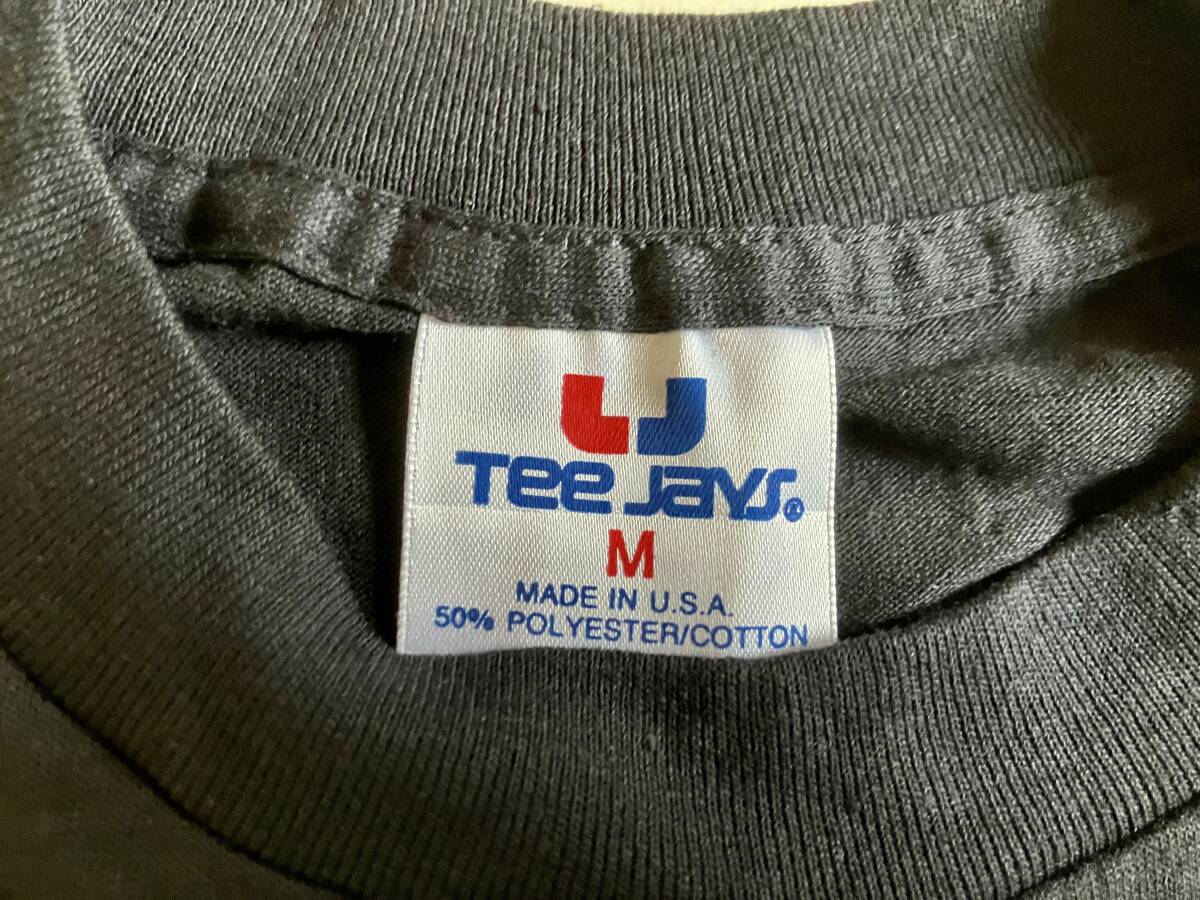 Tee Jays®
M
MADE IN U.S.A.
50% POLYESTER/COTTON